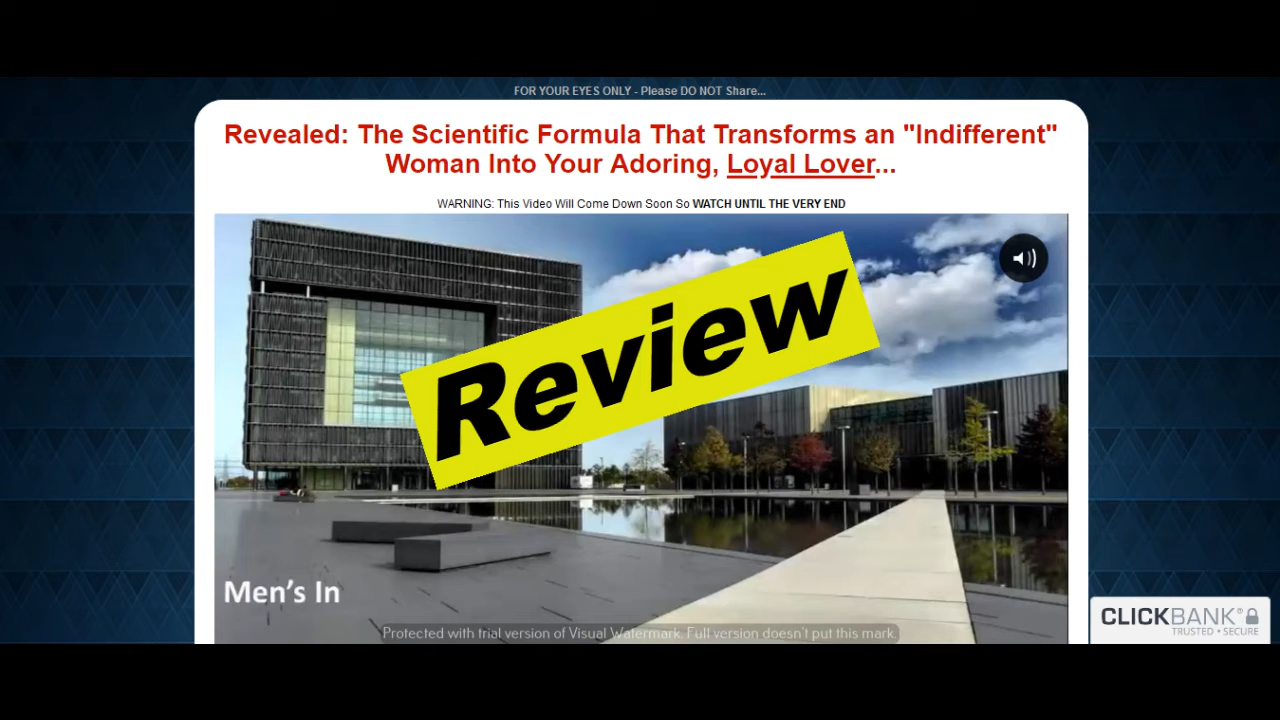 FOR YOUR EYES ONLY - Please DO NOT Share...
Revealed: The Scientific Formula That Transforms an "Indifferent"
Woman Into Your Adoring, Loyal Lover...
WARNING: This Video Will Come Down Soon So WATCH UNTIL THE VERY END
Review
Men's In
CLICKBANK®
TRUSTED • SECURE
Protected with trial version of Visual Watermark. Full version doesn't put this mark.